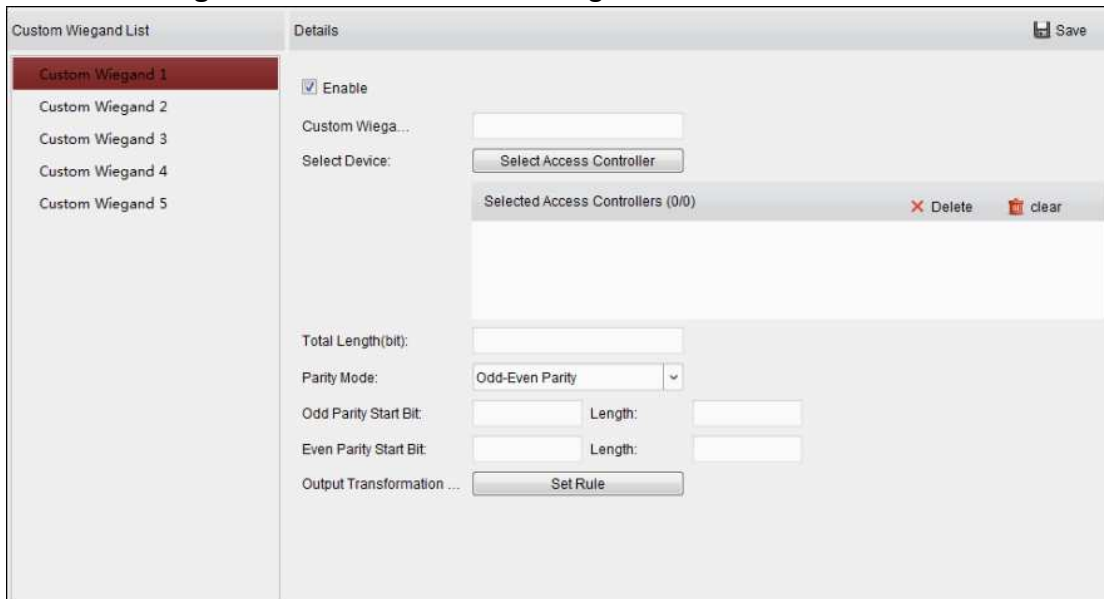 Custom Wiegand List
Details
Save
Custom Wiegand 1
Custom Wiegand 2
Custom Wiegand 3
Custom Wiegand 4
Custom Wiegand 5
Enable
Custom Wiega...
Select Device:
Select Access Controller
Selected Access Controllers (0/0)
Delete
clear
Total Length(bit):
Parity Mode:
Odd-Even Parity
Odd Parity Start Bit:
Length:
Even Parity Start Bit:
Length:
Output Transformation ...
Set Rule